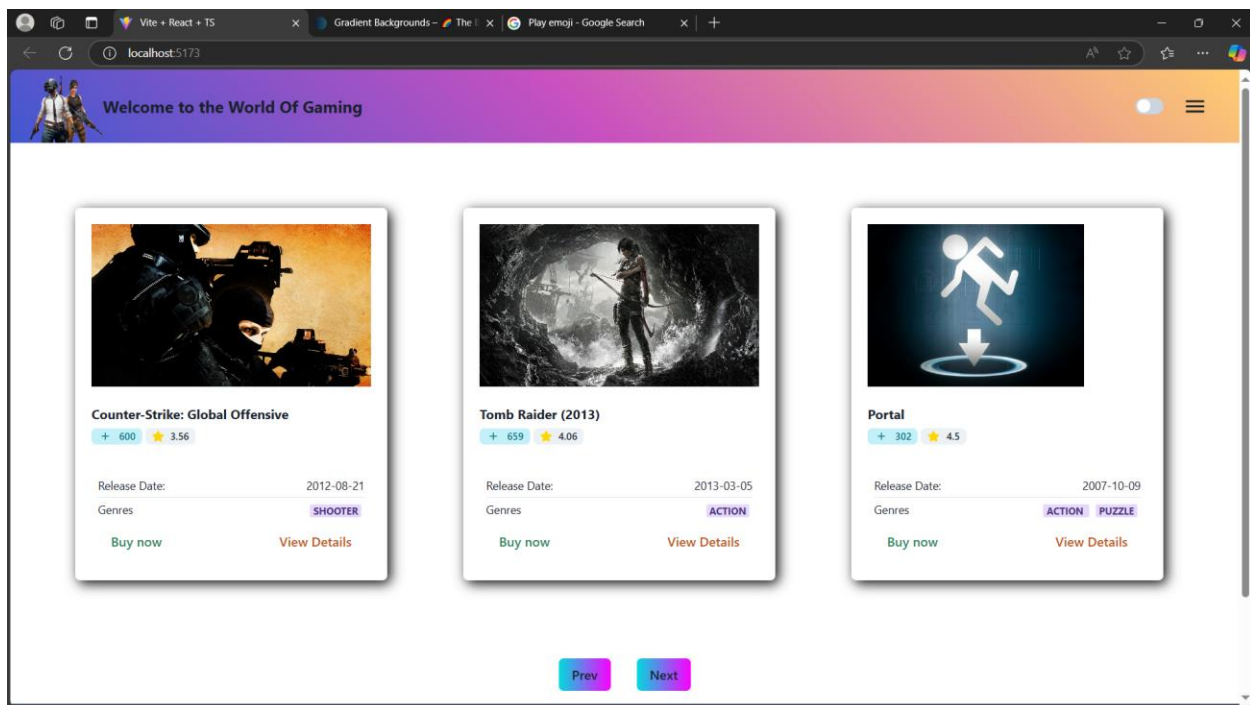 Vite + React + TS
Gradient Backgrounds – The
Play emoji - Google Search
localhost:5173
Welcome to the World Of Gaming
Counter-Strike: Global Offensive
+ 600 3.56
Release Date: 2012-08-21
Genres SHOOTER
Buy now View Details
Tomb Raider (2013)
+ 659 4.06
Release Date: 2013-03-05
Genres ACTION
Buy now View Details
Portal
+ 302 4.5
Release Date: 2007-10-09
Genres ACTION PUZZLE
Buy now View Details
Prev Next